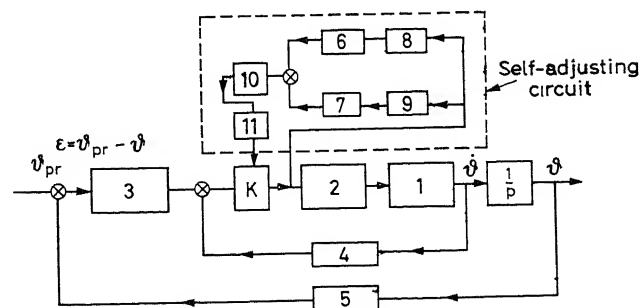 6
8
10
7
9
11
Self-adjusting
circuit
ε=ϑpr - ϑ
ϑpr
3
K
2
1
ϑ̇
1/p
ϑ
4
5